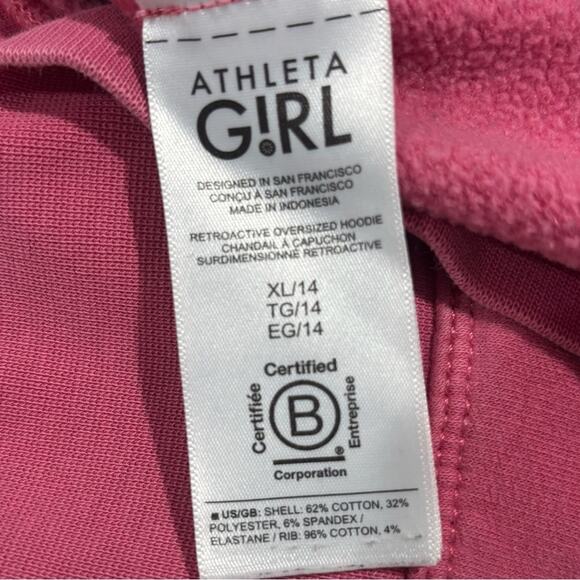 ATHLETA
G!RL
DESIGNED IN SAN FRANCISCO
CONÇU À SAN FRANCISCO
MADE IN INDONESIA
RETROACTIVE OVERSIZED HOODIE
CHANDAIL À CAPUCHON
SURDIMENSIONNÉ RETROACTIVE
XL/14
TG/14
EG/14
Certified
Certifiée
B
Entreprise
®
Corporation
■ US/GB: SHELL: 62% COTTON, 32%
POLYESTER, 6% SPANDEX /
ELASTANE / RIB: 96% COTTON, 4%